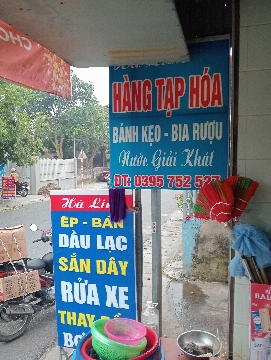 HÀNG TẠP HÓA
BÁNH KẸO - BIA RƯỢU
Nước Giải Khát
ĐT: 0395 752 527
Hà Linh
ÉP - BÁN
DẦU LẠC
SẮN DÂY
RỬA XE
THAY